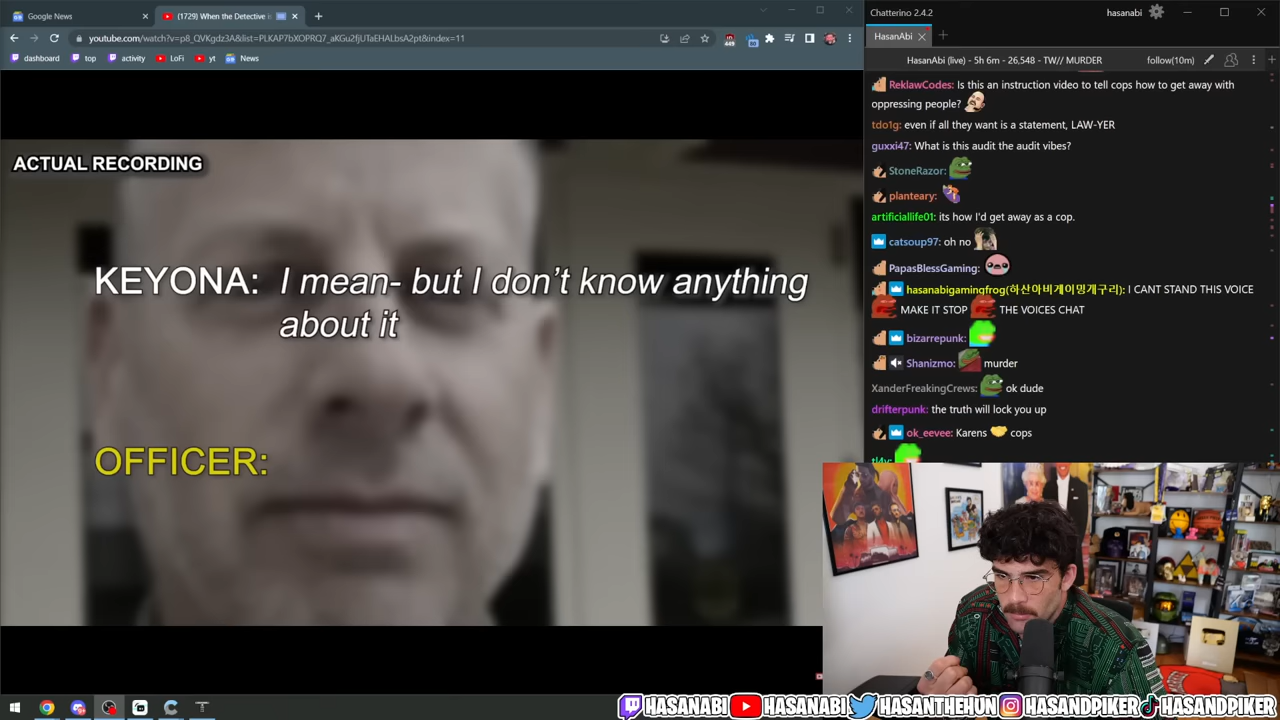 Google News
(1729) When the Detective is
youtube.com/watch?v=p8_QVKgdz3A&list=PLKAP7bXOPRQ7_aKGu2fjUTaEHALbsA2pt&index=11
449
80
dashboard
top
activity
LoFi
yt
News
ACTUAL RECORDING
KEYONA: I mean- but I don’t know anything
about it
OFFICER:
Chatterino 2.4.2
hasanabi
HasanAbi
HasanAbi (live) - 5h 6m - 26,548 - TW// MURDER
follow(10m)
ReklawCodes: Is this an instruction video to tell cops how to get away with
oppressing people?
tdo1g: even if all they want is a statement, LAW-YER
guxxi47: What is this audit the audit vibes?
StoneRazor:
planteary:
artificiallife01: its how I'd get away as a cop.
catsoup97: oh no
PapasBlessGaming:
hasanabigamingfrog(하산아비게이밍개구리): I CANT STAND THIS VOICE
MAKE IT STOP THE VOICES CHAT
bizarrepunk:
Shanizmo: murder
XanderFreakingCrews: ok dude
drifterpunk: the truth will lock you up
ok_eevee: Karens cops
tl4v:
HASANABI HASANABI HASANTHEHUN HASANDPIKER HASANDPIKER